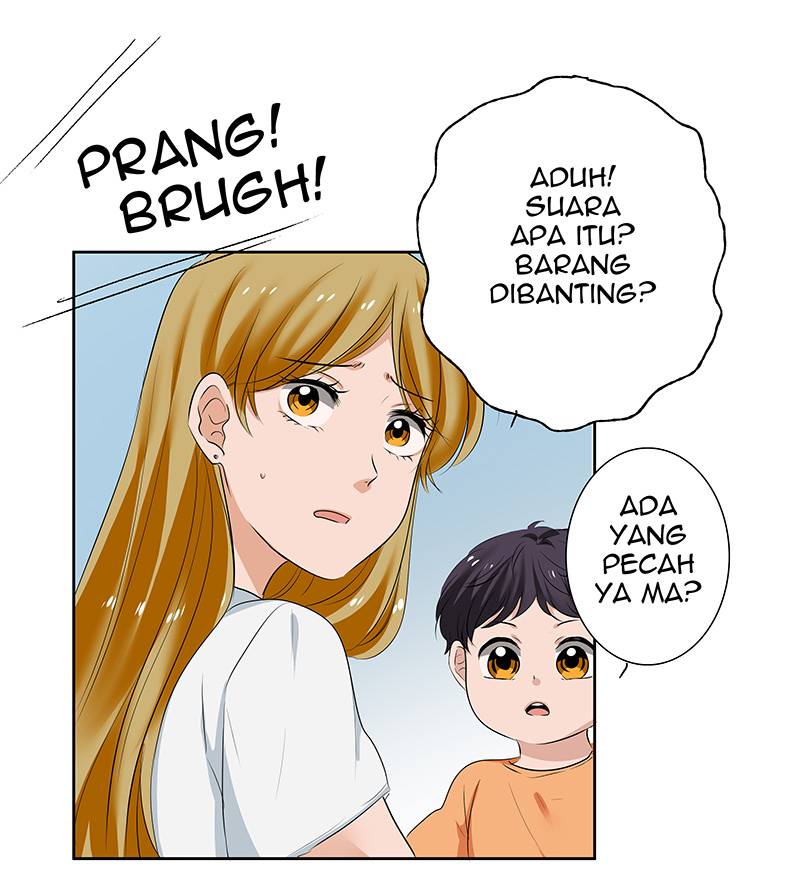 PRANG!
BRUGH!
ADUH!
SUARA
APA ITU?
BARANG
DIBANTING?
ADA
YANG
PECAH
YA MA?